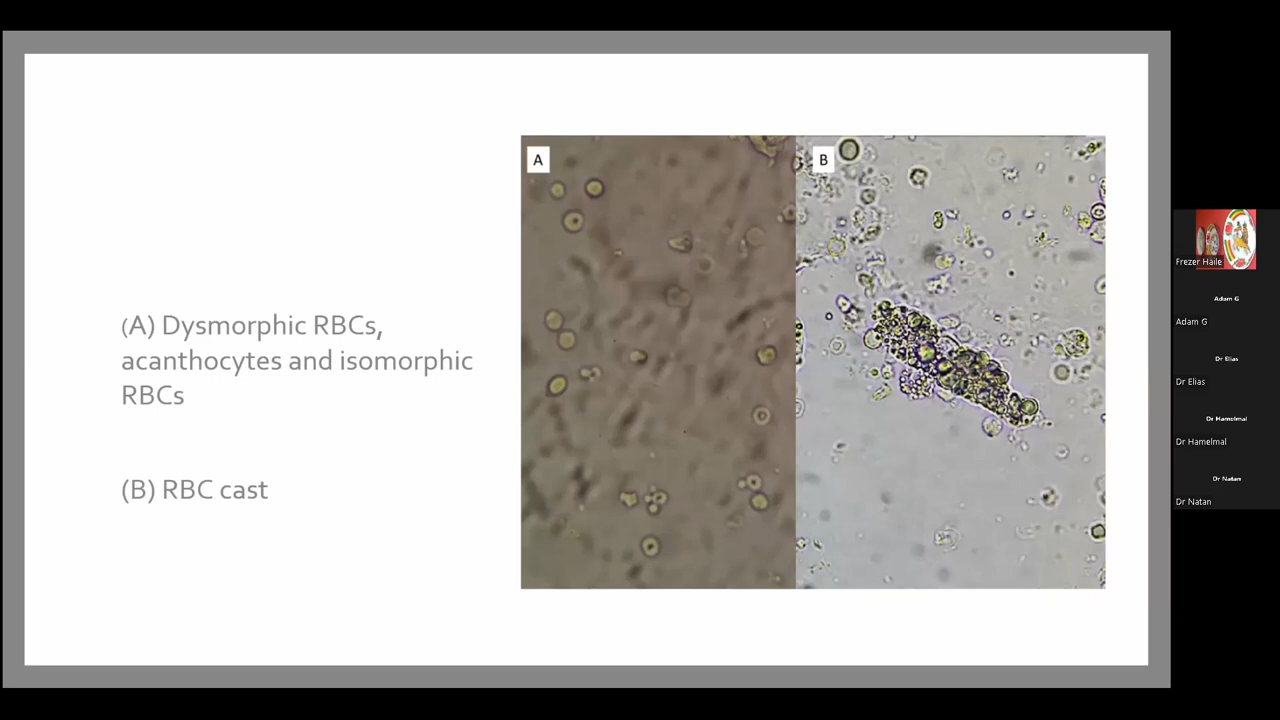 (A) Dysmorphic RBCs,
acanthocytes and isomorphic
RBCs
(B) RBC cast
A
B
Frezer Haile
Adam G
Adam G
Dr Elias
Dr Elias
Dr Hamelmal
Dr Hamelmal
Dr Natan
Dr Natan